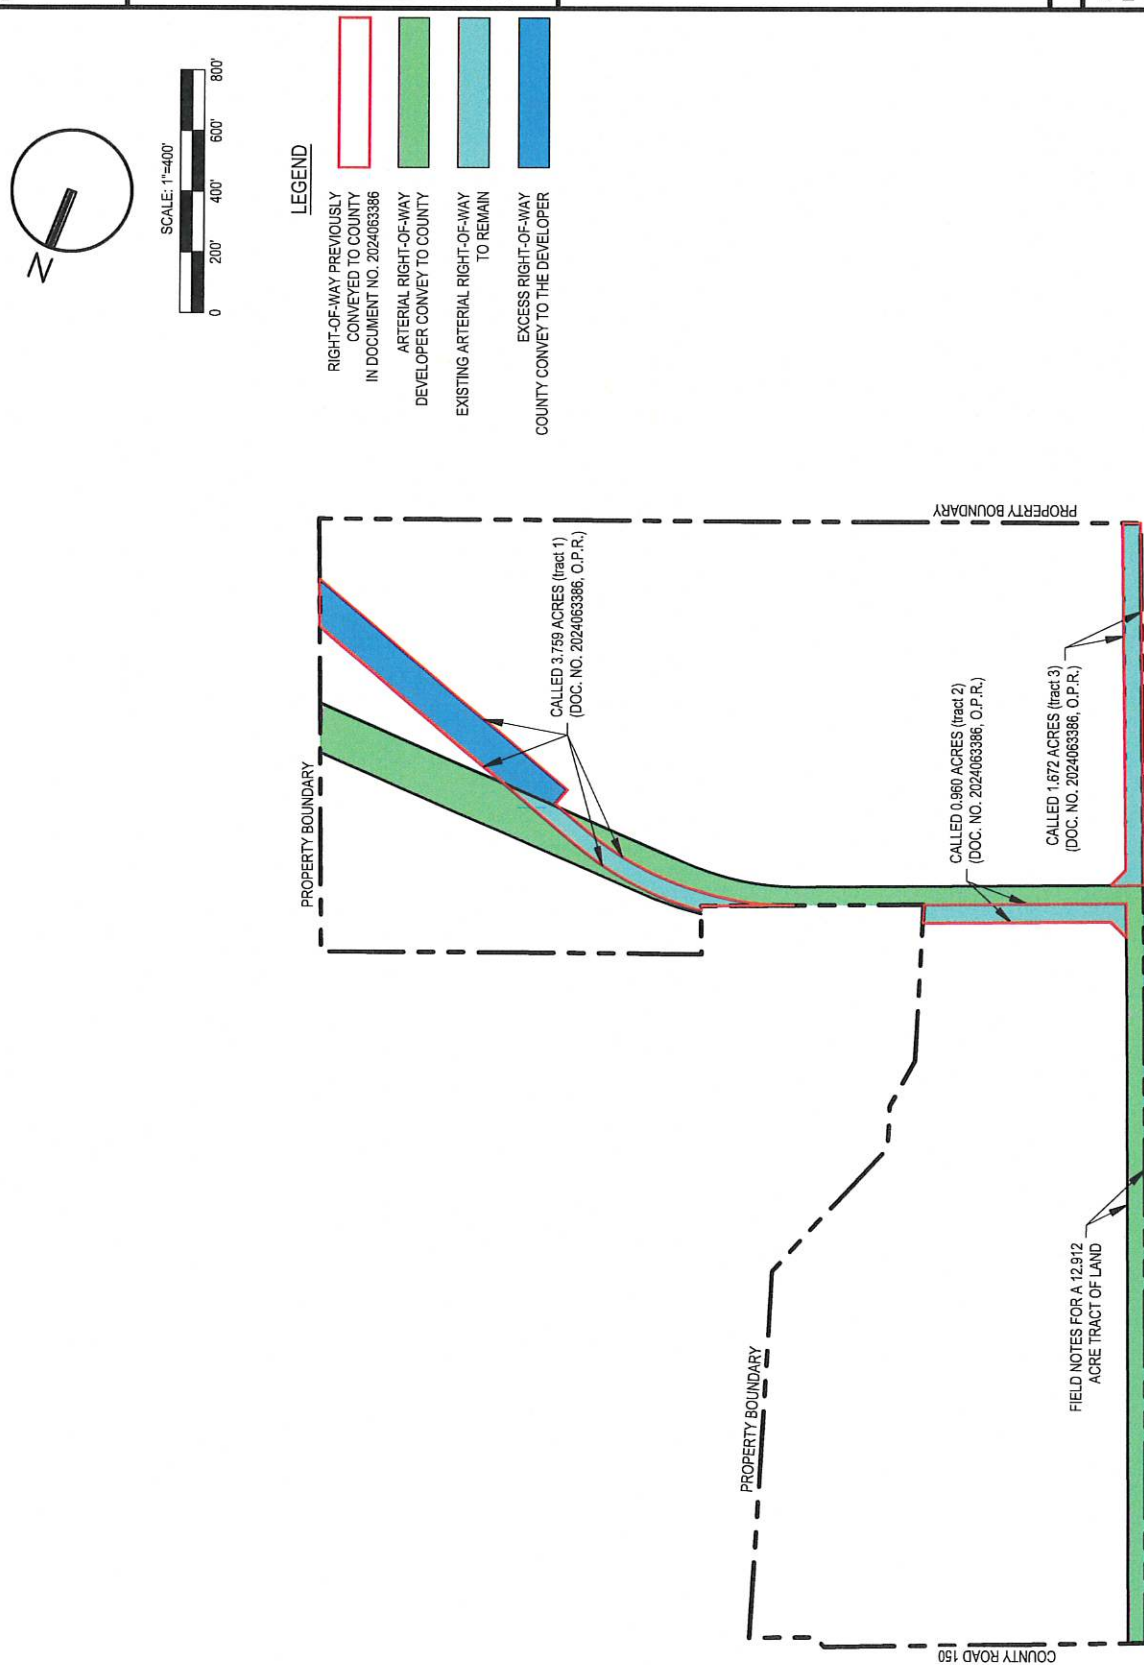 N
SCALE: 1"=400'
0
200'
400'
600'
800'
LEGEND
RIGHT-OF-WAY PREVIOUSLY
CONVEYED TO COUNTY
IN DOCUMENT NO. 2024063386
ARTERIAL RIGHT-OF-WAY
DEVELOPER CONVEY TO COUNTY
EXISTING ARTERIAL RIGHT-OF-WAY
TO REMAIN
EXCESS RIGHT-OF-WAY
COUNTY CONVEY TO THE DEVELOPER
PROPERTY BOUNDARY
PROPERTY BOUNDARY
CALLED 3.759 ACRES (tract 1)
(DOC. NO. 2024063386, O.P.R.)
CALLED 0.960 ACRES (tract 2)
(DOC. NO. 2024063386, O.P.R.)
CALLED 1.672 ACRES (tract 3)
(DOC. NO. 2024063386, O.P.R.)
PROPERTY BOUNDARY
FIELD NOTES FOR A 12.912
ACRE TRACT OF LAND
COUNTY ROAD 150